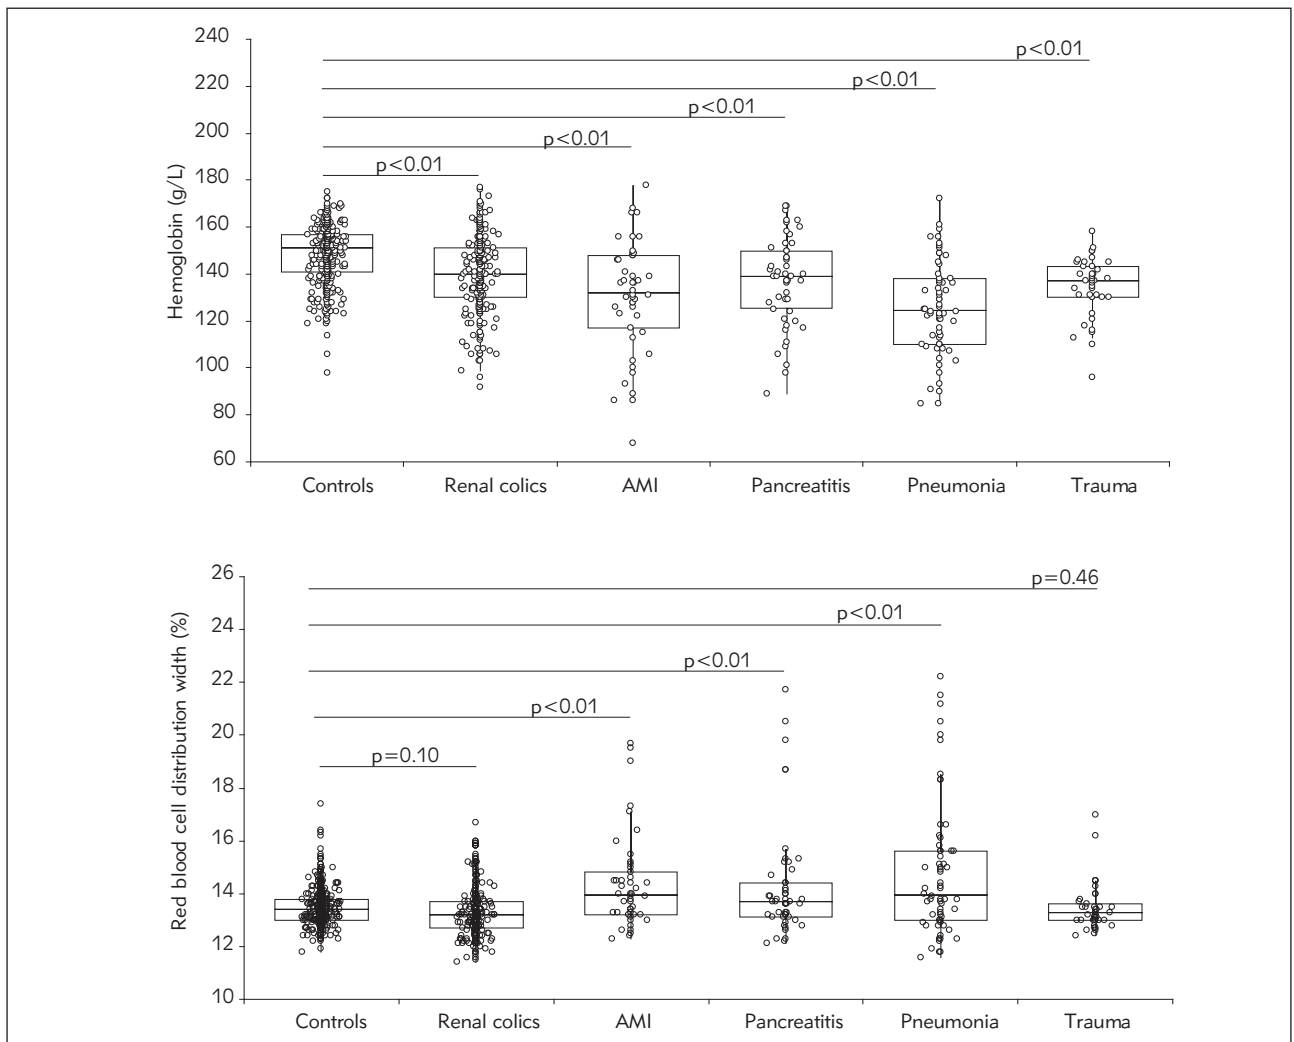 240
p<0.01
220
p<0.01
p<0.01
200
p<0.01
180
p<0.01
160
140
120
100
80
60
Hemoglobin (g/L)
Controls Renal colics AMI Pancreatitis Pneumonia Trauma
26
p=0.46
24
p<0.01
22
p<0.01
20
p<0.01
p=0.10
18
16
14
12
10
Red blood cell distribution width (%)
Controls Renal colics AMI Pancreatitis Pneumonia Trauma